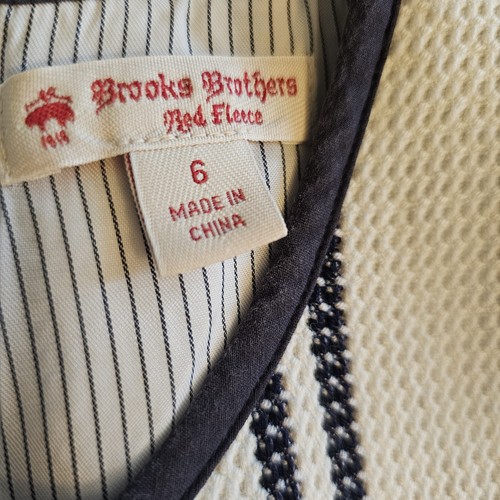 Brooks Brothers
Red Fleece
1818
6
MADE IN
CHINA